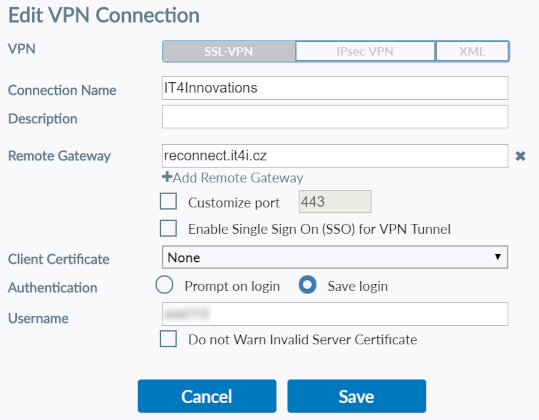 Edit VPN Connection
VPN SSL-VPN IPsec VPN XML
Connection Name IT4Innovations
Description
Remote Gateway reconnect.it4i.cz
+Add Remote Gateway
Customize port 443
Enable Single Sign On (SSO) for VPN Tunnel
Client Certificate None
Authentication Prompt on login Save login
Username
Do not Warn Invalid Server Certificate
Cancel Save